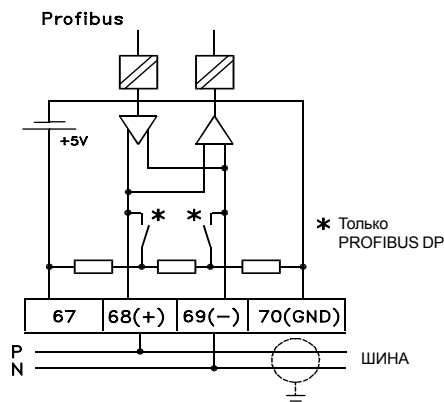 Profibus
+5V
* *
* Только
PROFIBUS DP
67 68(+) 69(−) 70(GND)
P
N
ШИНА